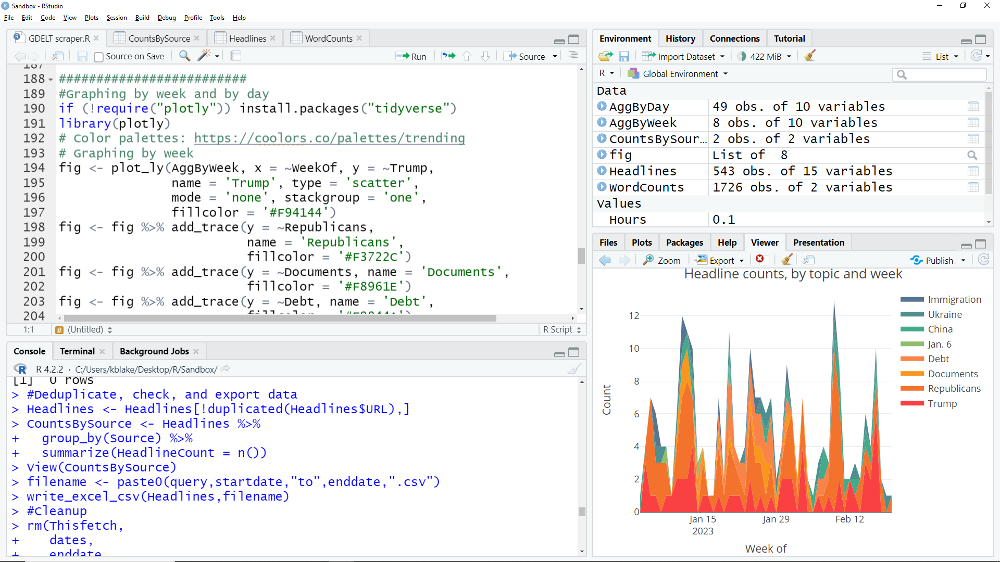 Sandbox - RStudio
File Edit Code View Plots Session Build Debug Profile Tools Help
GDELT scraper.R CountsBySource Headlines WordCounts
Source on Save Run Source
187
188 #########################
189 #Graphing by week and by day
190 if (!require("plotly")) install.packages("tidyverse")
191 library(plotly)
192 # Color palettes: https://coolors.co/palettes/trending
193 # Graphing by week
194 fig <- plot_ly(AggByWeek, x = ~WeekOf, y = ~Trump,
195 name = 'Trump', type = 'scatter',
196 mode = 'none', stackgroup = 'one',
197 fillcolor = '#F94144')
198 fig <- fig %>% add_trace(y = ~Republicans,
199 name = 'Republicans',
200 fillcolor = '#F3722C')
201 fig <- fig %>% add_trace(y = ~Documents, name = 'Documents',
202 fillcolor = '#F8961E')
203 fig <- fig %>% add_trace(y = ~Debt, name = 'Debt',
204 fillcolor = '#F9844A')
1:1 # (Untitled) R Script
Console Terminal Background Jobs
R 4.2.2 · C:/Users/kblake/Desktop/R/Sandbox/
[1] 0 rows
> #Deduplicate, check, and export data
> Headlines <- Headlines[!duplicated(Headlines$URL),]
> CountsBySource <- Headlines %>%
+ group_by(Source) %>%
+ summarize(HeadlineCount = n())
> View(CountsBySource)
> filename <- paste0(query,startdate,"to",enddate,".csv")
> write_excel_csv(Headlines,filename)
> #Cleanup
> rm(Thisfetch,
+ dates,
+ enddate
Environment History Connections Tutorial
Import Dataset 422 MiB List
R Global Environment
Data
AggByDay 49 obs. of 10 variables
AggByWeek 8 obs. of 10 variables
CountsBySour... 2 obs. of 2 variables
fig List of 8
Headlines 543 obs. of 15 variables
WordCounts 1726 obs. of 2 variables
Values
Hours 0.1
Files Plots Packages Help Viewer Presentation
Zoom Export Publish
Headline counts, by topic and week
Count
12
10
8
6
4
2
0
Jan 15
2023
Jan 29
Feb 12
Week of
Immigration
Ukraine
China
Jan. 6
Debt
Documents
Republicans
Trump